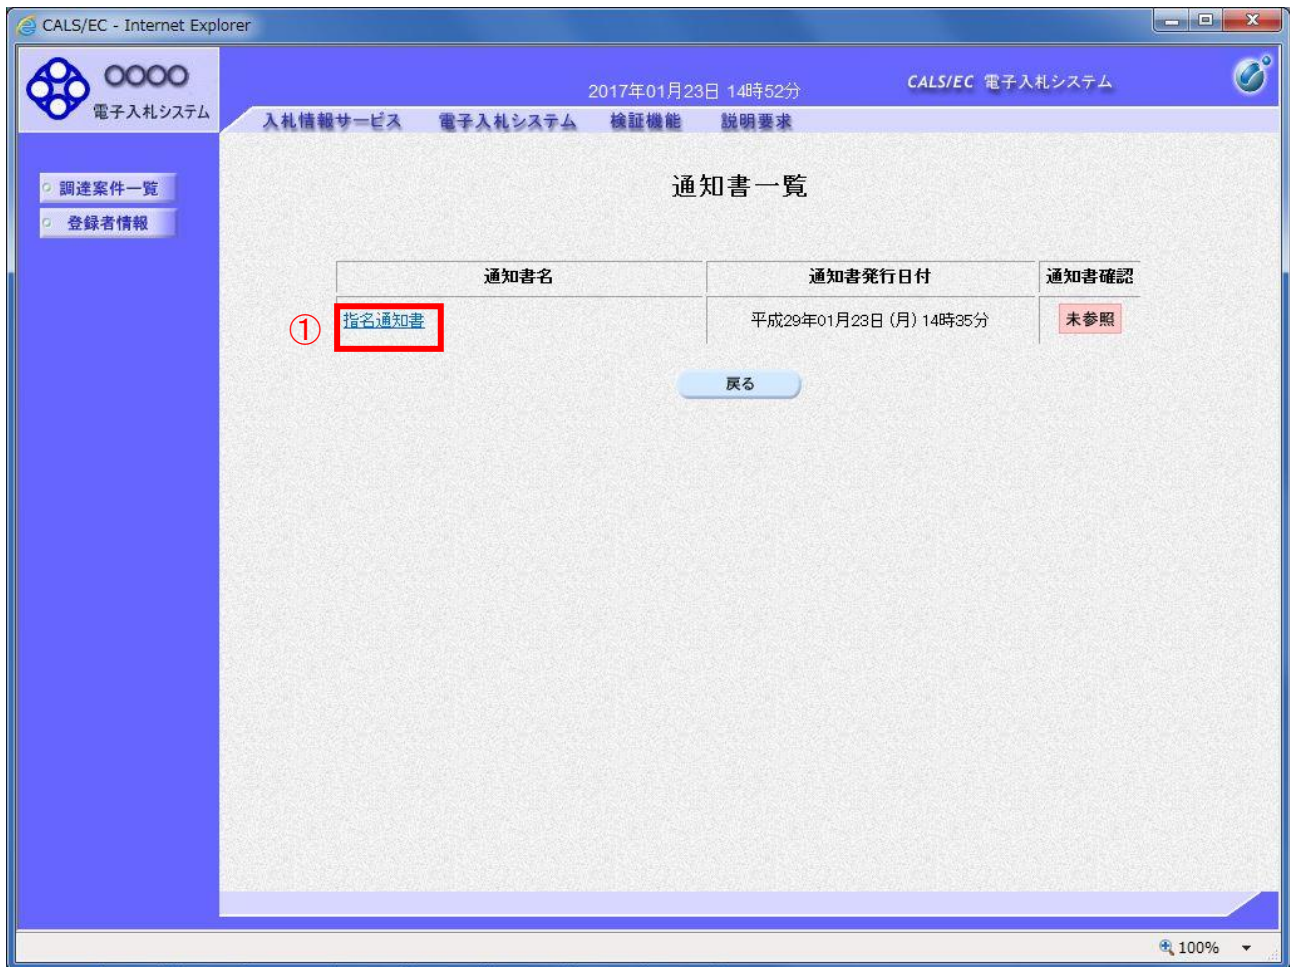 CALS/EC - Internet Explorer
○○○○
電子入札システム
2017年01月23日 14時52分
CALS/EC 電子入札システム
入札情報サービス 電子入札システム 検証機能 説明要求
調達案件一覧
登録者情報
通知書一覧
通知書名 通知書発行日付 通知書確認
① 指名通知書 平成29年01月23日 (月) 14時35分 未参照
戻る
100%